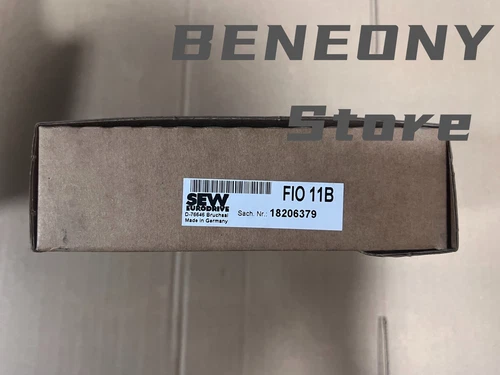 BENEONY
Store
SEW
EURODRIVE
D-76646 Bruchsal
Made in Germany
FIO 11B
Sach. Nr.: 18206379